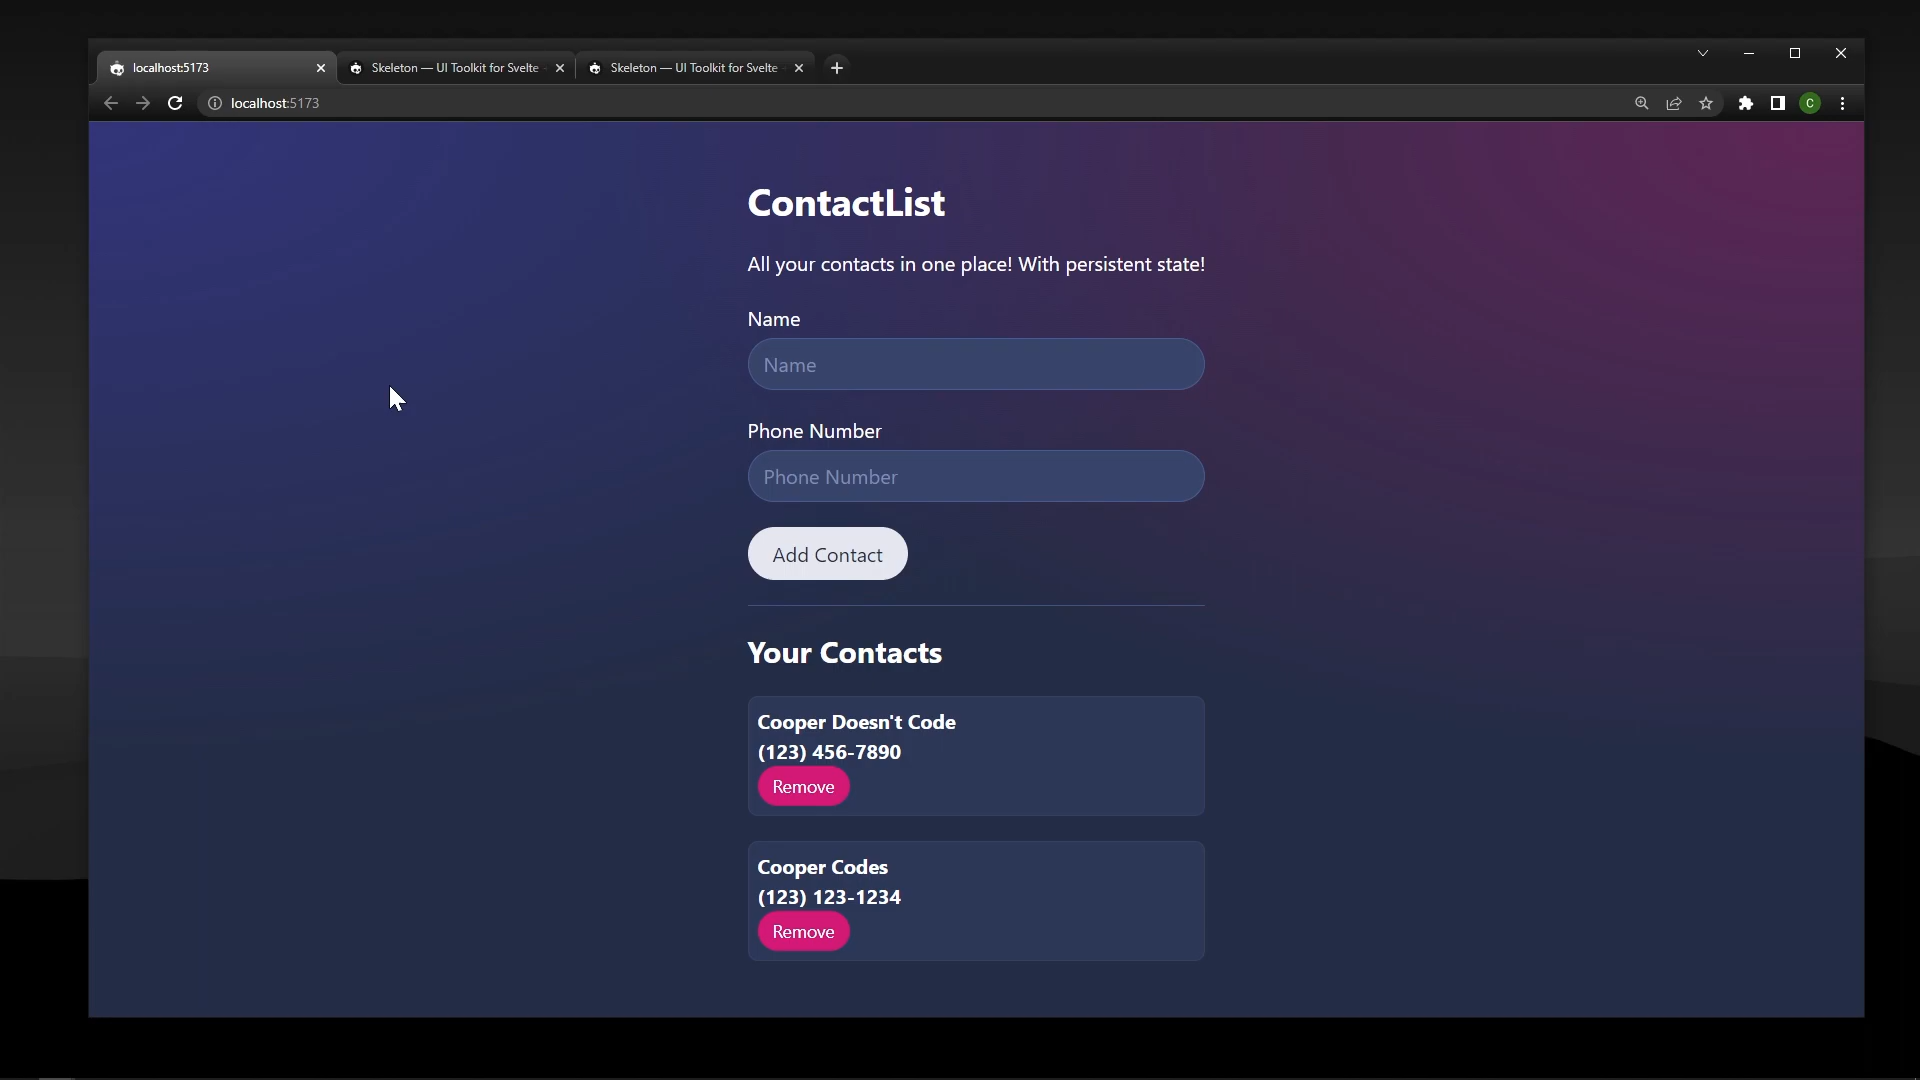 localhost:5173
Skeleton — UI Toolkit for Svelte
Skeleton — UI Toolkit for Svelte
localhost:5173
C
ContactList
All your contacts in one place! With persistent state!
Name
Name
Phone Number
Phone Number
Add Contact
Your Contacts
Cooper Doesn't Code
(123) 456-7890
Remove
Cooper Codes
(123) 123-1234
Remove